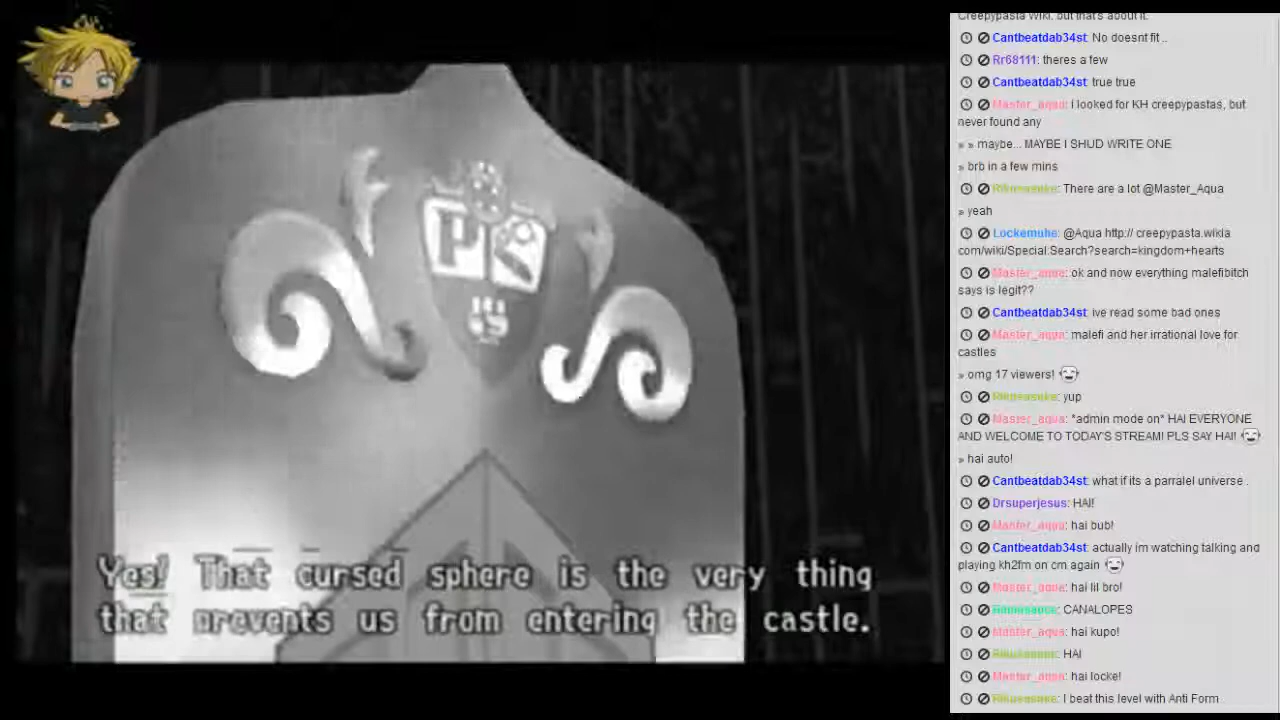 Yes! That cursed sphere is the very thing
that prevents us from entering the castle.
Creepypasta Wiki, but that's about it.
Cantbeatdab34st: No doesnt fit ..
Rr68111: theres a few
Cantbeatdab34st: true true
Master_aqua: i looked for KH creepypastas, but
never found any
» » maybe... MAYBE I SHUD WRITE ONE
» brb in a few mins
There are a lot @Master_Aqua
» yeah
Lockemuhe: @Aqua http:// creepypasta.wikia
com/wiki/Special:Search?search=kingdom+hearts
Master_aqua: ok and now everything malefibitch
says is legit??
Cantbeatdab34st: ive read some bad ones
Master_aqua: malefi and her irrational love for
castles
» omg 17 viewers!
yup
Master_aqua: *admin mode on* HAI EVERYONE
AND WELCOME TO TODAY'S STREAM! PLS SAY HAI!
» hai auto!
Cantbeatdab34st: what if its a parralel universe .
Drsuperjesus: HAI!
Master_aqua: hai bub!
Cantbeatdab34st: actually im watching talking and
playing kh2fm on cm again
Master_aqua: hai lil bro!
CANALOPES
Master_aqua: hai kupo!
HAI
Master_aqua: hai locke!
I beat this level with Anti Form